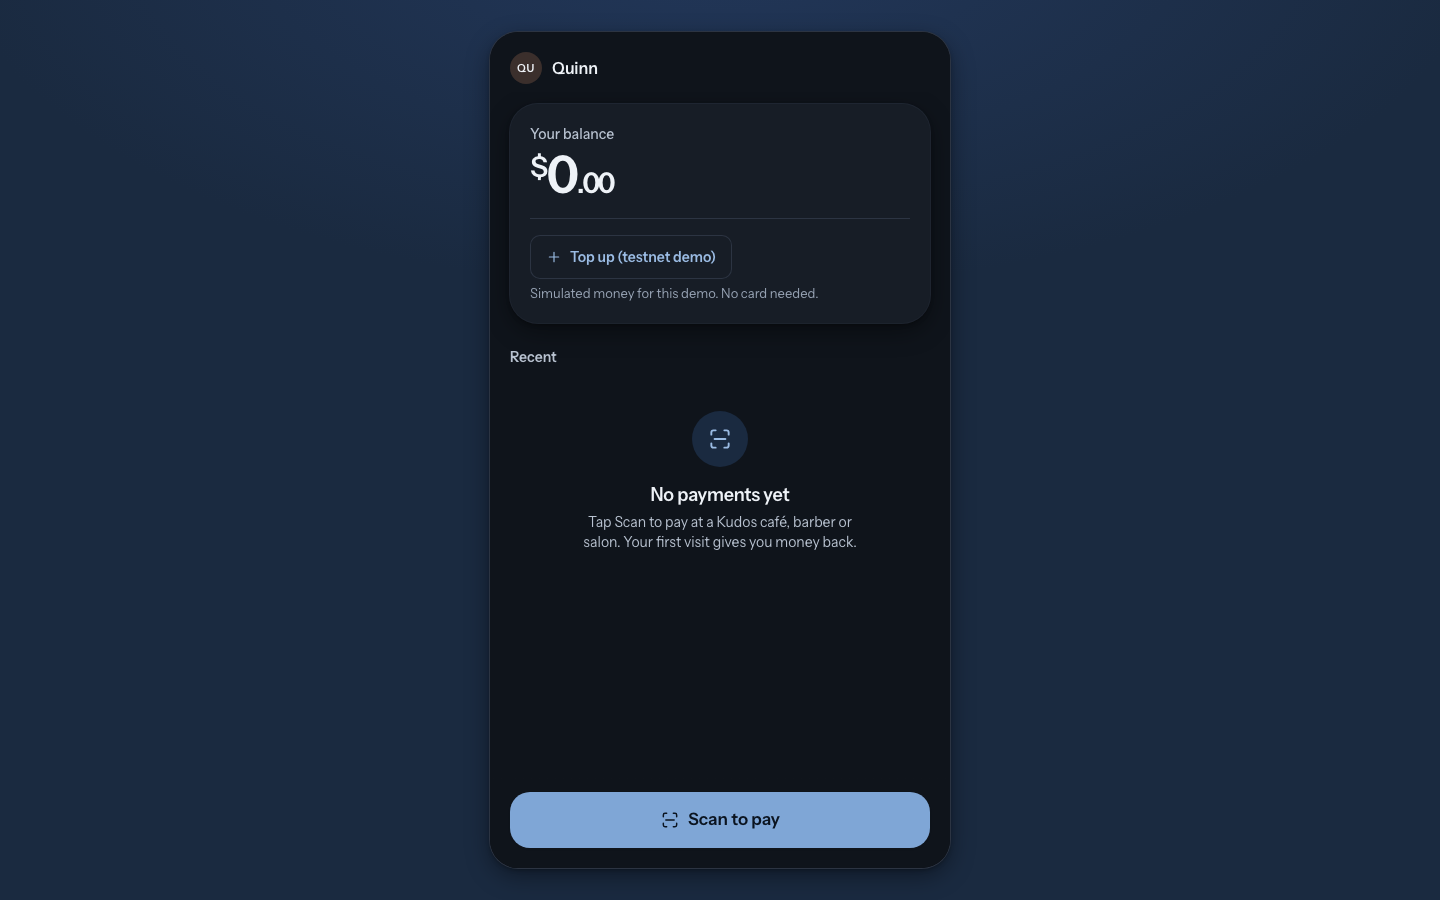 QU
Quinn
Your balance
$0.00
Top up (testnet demo)
Simulated money for this demo. No card needed.
Recent
No payments yet
Tap Scan to pay at a Kudos café, barber or
salon. Your first visit gives you money back.
Scan to pay